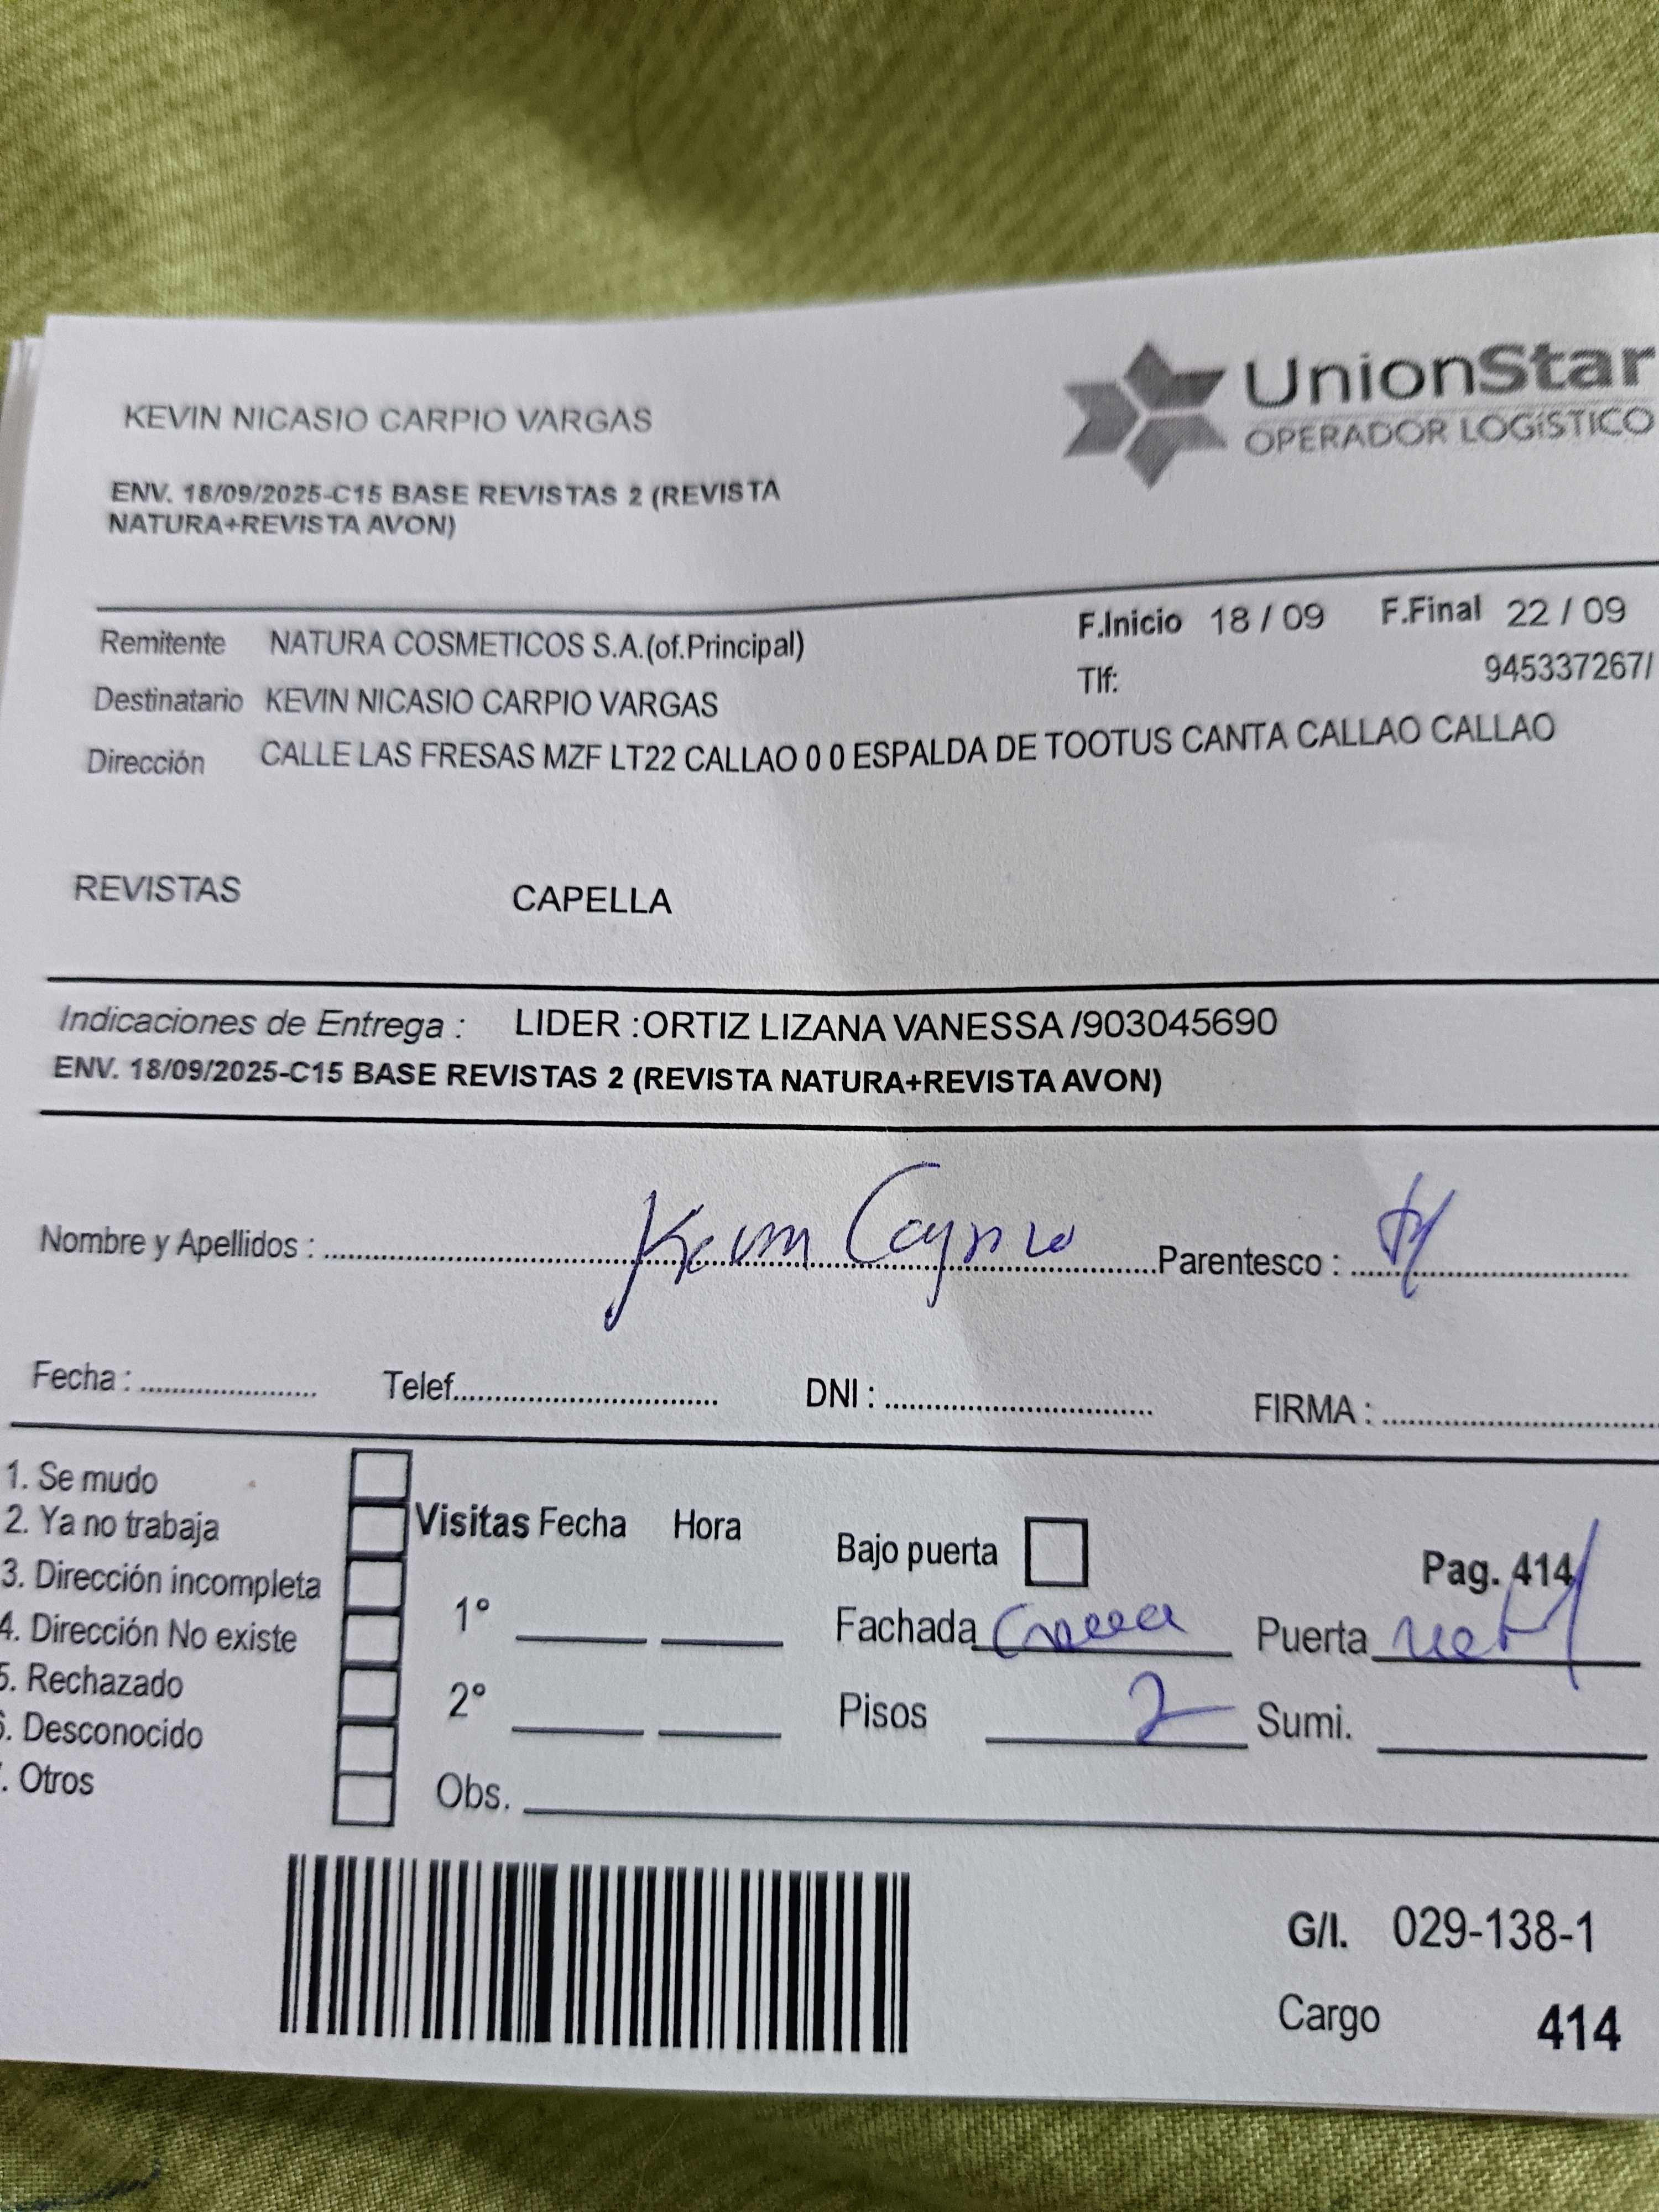 KEVIN NICASIO CARPIO VARGAS
UnionStar
OPERADOR LOGÍSTICO
ENV. 18/09/2025-C15 BASE REVISTAS 2 (REVISTA
NATURA+REVISTA AVON)
Remitente NATURA COSMETICOS S.A.(of.Principal) F.Inicio 18 / 09 F.Final 22 / 09
Destinatario KEVIN NICASIO CARPIO VARGAS Tlf: 945337267/
Dirección CALLE LAS FRESAS MZF LT22 CALLAO 0 0 ESPALDA DE TOOTUS CANTA CALLAO CALLAO
REVISTAS CAPELLA
Indicaciones de Entrega : LIDER :ORTIZ LIZANA VANESSA /903045690
ENV. 18/09/2025-C15 BASE REVISTAS 2 (REVISTA NATURA+REVISTA AVON)
Nombre y Apellidos : Kevin Carpio Parentesco :
Fecha : Telef. DNI : FIRMA :
1. Se mudo
2. Ya no trabaja
3. Dirección incompleta
4. Dirección No existe
5. Rechazado
6. Desconocido
. Otros
Visitas Fecha Hora
1°
2°
Obs.
Bajo puerta Pag. 414
Fachada Crema Puerta
Pisos 2 Sumi.
G/I. 029-138-1
Cargo 414